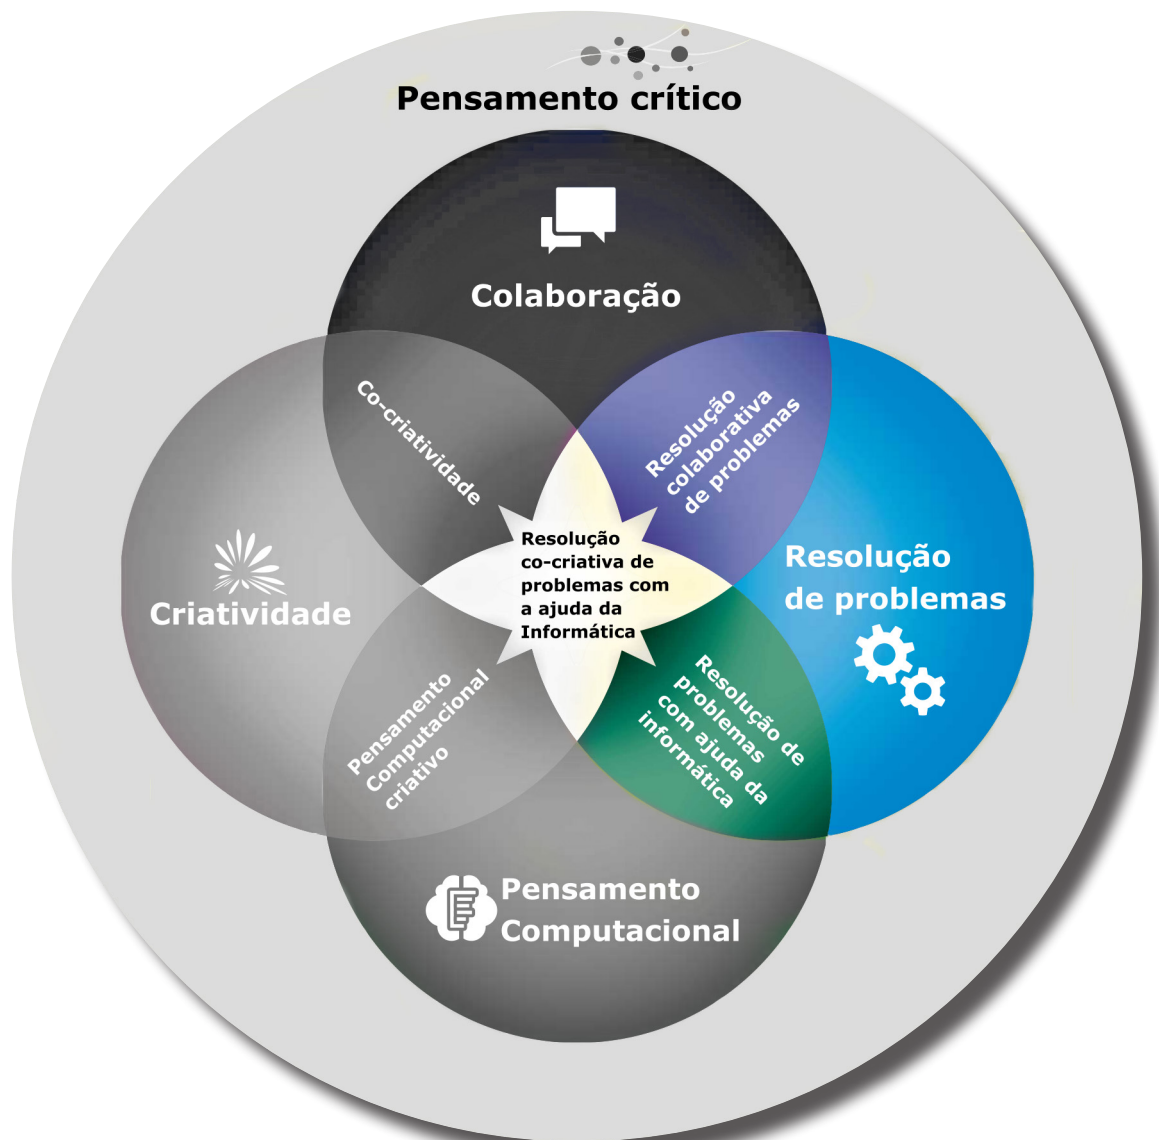 Pensamento crítico
Colaboração
Co-criatividade
Resolução
colaborativa
de problemas
Criatividade
Resolução
co-criativa de
problemas com
a ajuda da
Informática
Resolução
de problemas
Pensamento
Computacional
criativo
Resolução de
problemas
com ajuda da
informática
Pensamento
Computacional